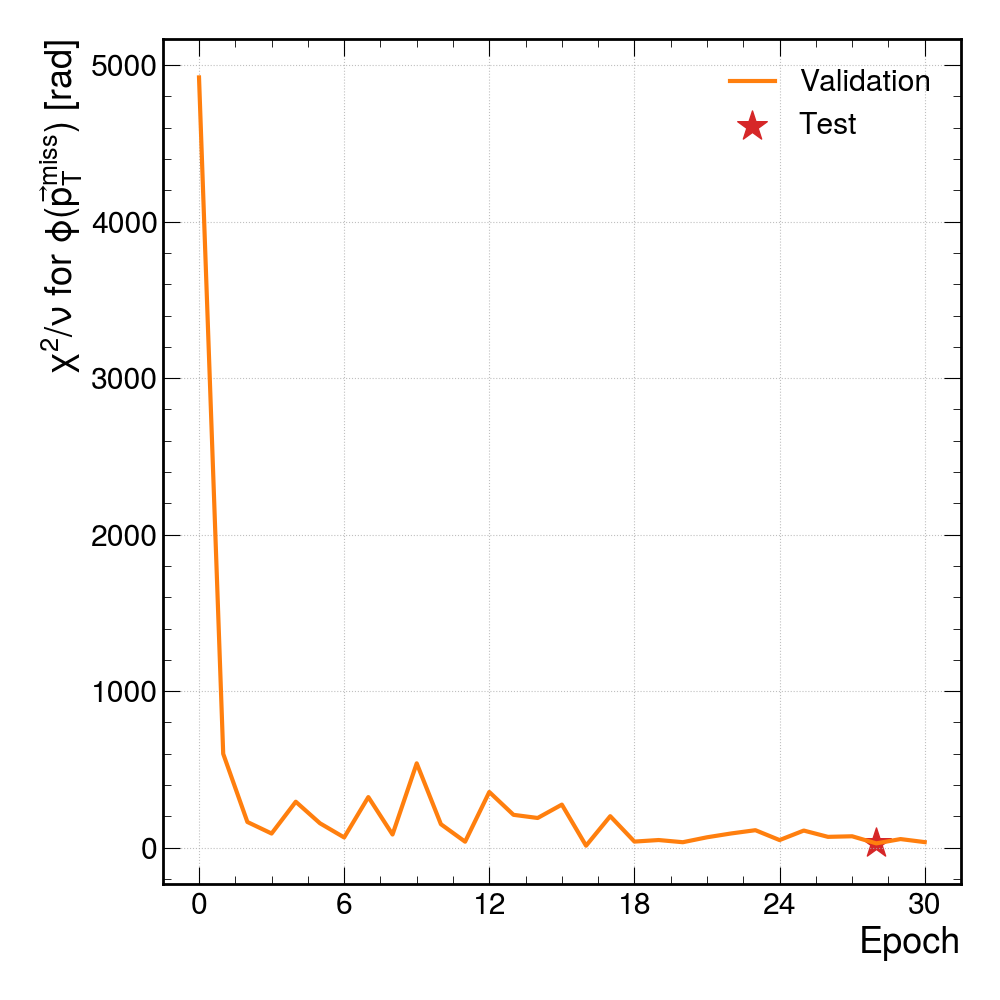 χ²/ν for ϕ(p⃗_T^miss) [rad]
5000
4000
3000
2000
1000
0
Validation
Test
0 6 12 18 24 30
Epoch